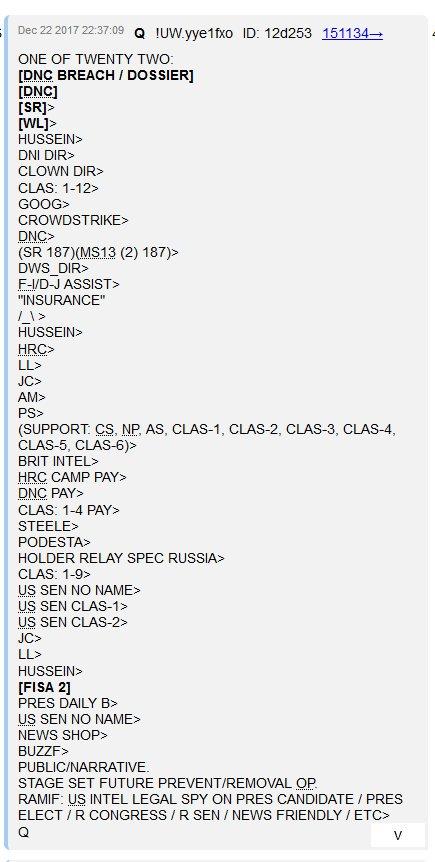 Dec 22 2017 22:37:09 Q !UW.yye1fxo ID: 12d253 151134→
ONE OF TWENTY TWO:
[DNC BREACH / DOSSIER]
[DNC]
[SR]>
[WL]>
HUSSEIN>
DNI DIR>
CLOWN DIR>
CLAS: 1-12>
GOOG>
CROWDSTRIKE>
DNC>
(SR 187)(MS13 (2) 187)>
DWS_DIR>
F-I/D-J ASSIST>
"INSURANCE"
/_\ >
HUSSEIN>
HRC>
LL>
JC>
AM>
PS>
(SUPPORT: CS, NP, AS, CLAS-1, CLAS-2, CLAS-3, CLAS-4,
CLAS-5, CLAS-6)>
BRIT INTEL>
HRC CAMP PAY>
DNC PAY>
CLAS: 1-4 PAY>
STEELE>
PODESTA>
HOLDER RELAY SPEC RUSSIA>
CLAS: 1-9>
US SEN NO NAME>
US SEN CLAS-1>
US SEN CLAS-2>
JC>
LL>
HUSSEIN>
[FISA 2]
PRES DAILY B>
US SEN NO NAME>
NEWS SHOP>
BUZZF>
PUBLIC/NARRATIVE.
STAGE SET FUTURE PREVENT/REMOVAL OP.
RAMIF: US INTEL LEGAL SPY ON PRES CANDIDATE / PRES
ELECT / R CONGRESS / R SEN / NEWS FRIENDLY / ETC>
Q
V